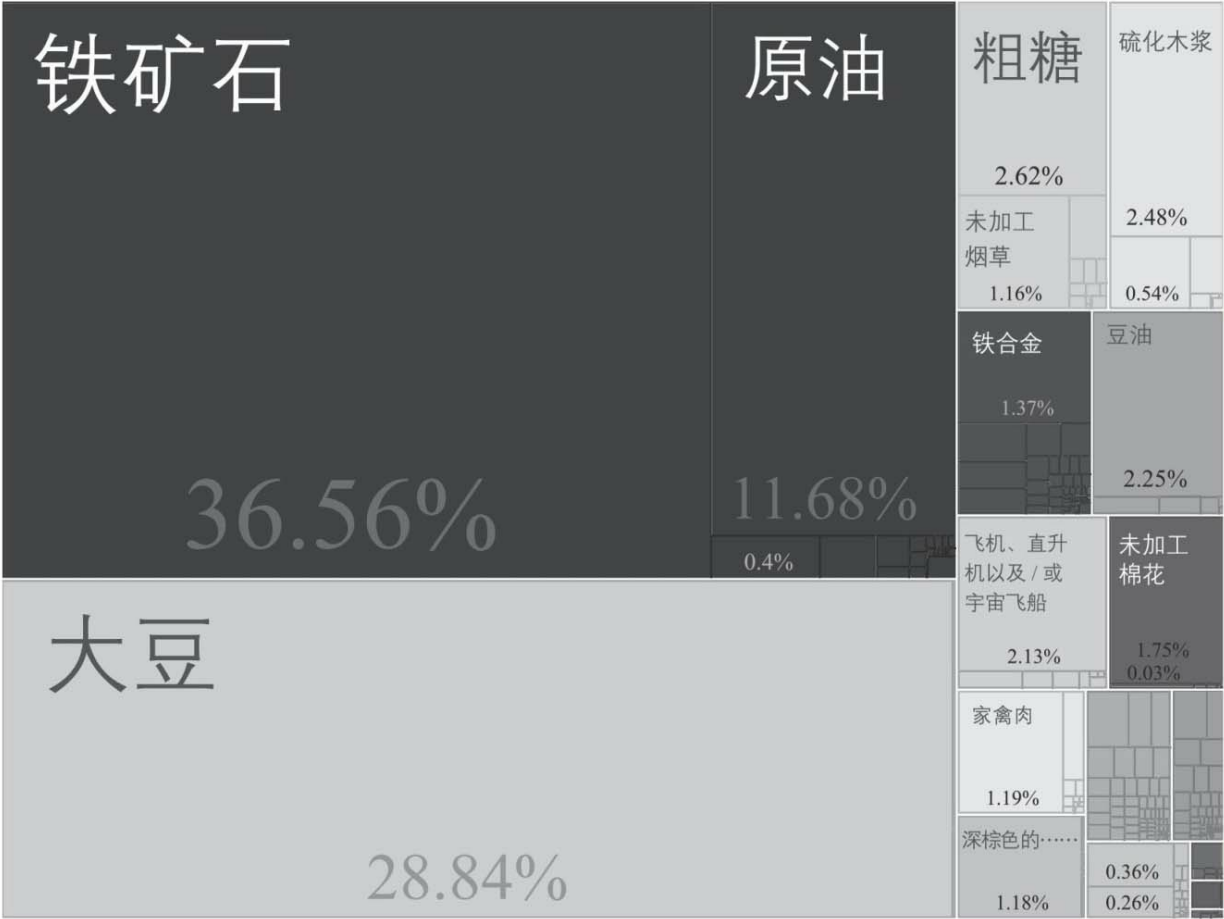 铁矿石
36.56%
原油
11.68%
0.4%
大豆
28.84%
粗糖
2.62%
硫化木浆
2.48%
未加工
烟草
1.16%
0.54%
铁合金
1.37%
豆油
2.25%
飞机、直升
机以及 / 或
宇宙飞船
2.13%
未加工
棉花
1.75%
0.03%
家禽肉
1.19%
深棕色的……
1.18%
0.36%
0.26%